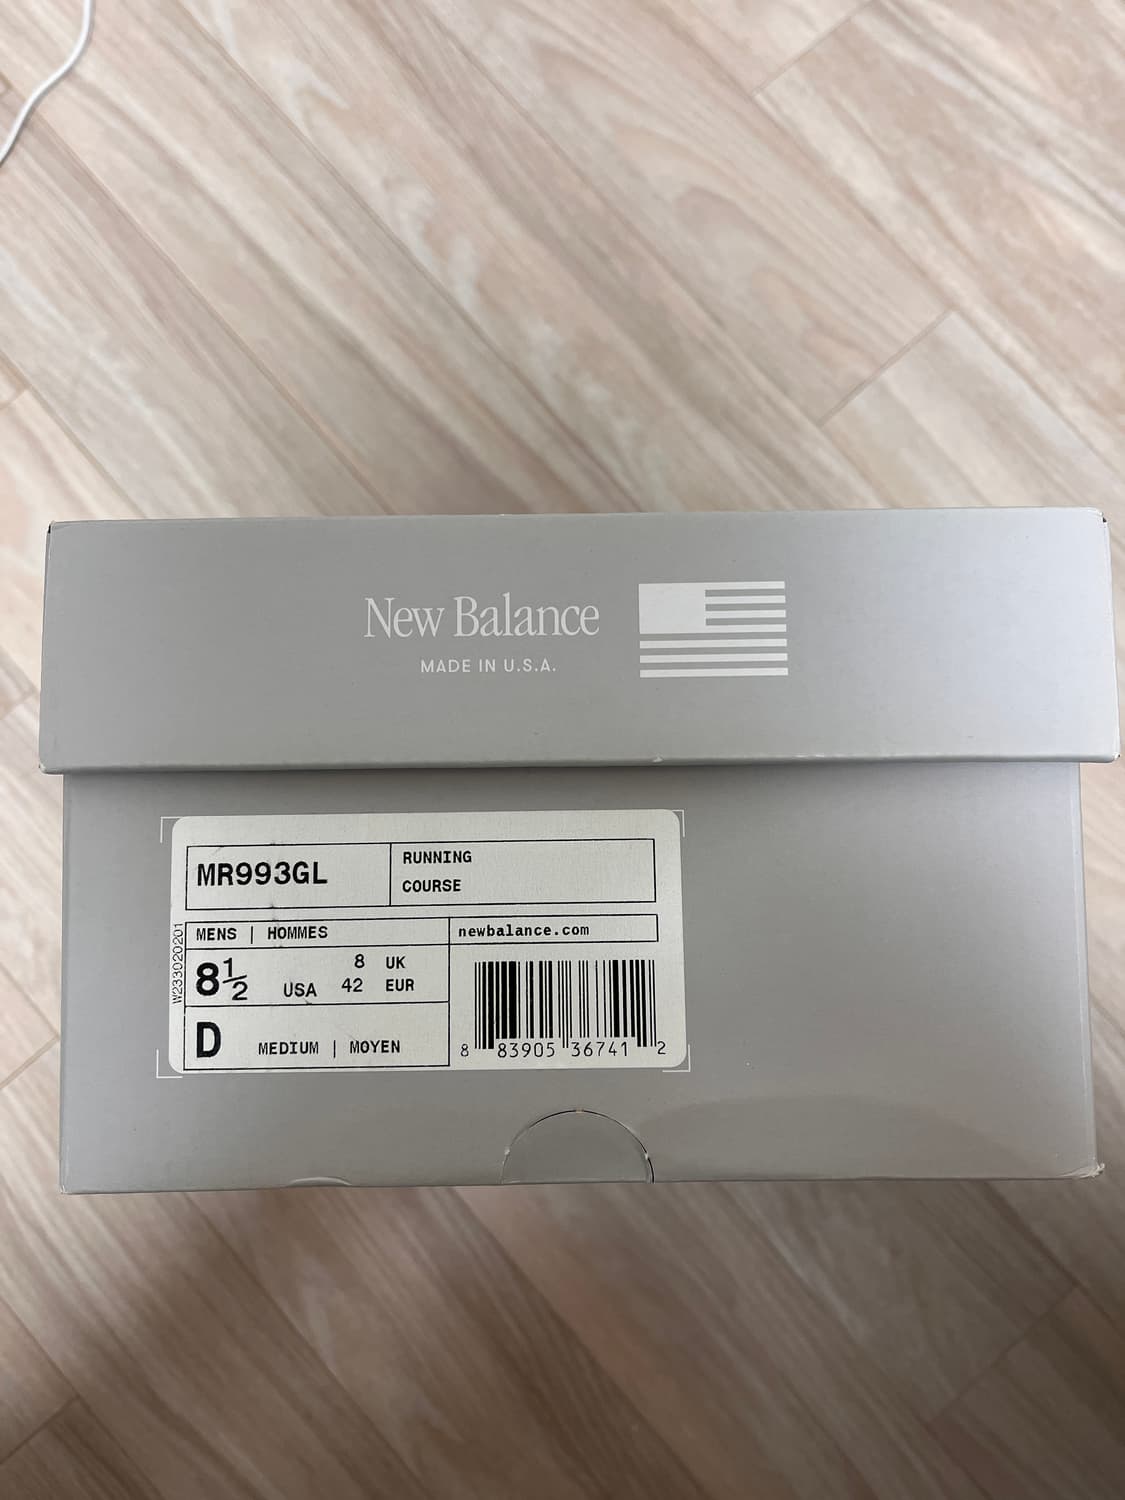 New Balance
MADE IN U.S.A.
MR993GL
RUNNING
COURSE
MENS | HOMMES
newbalance.com
8½ USA
8 UK
42 EUR
D MEDIUM | MOYEN
W233020201
8 83905 36741 2